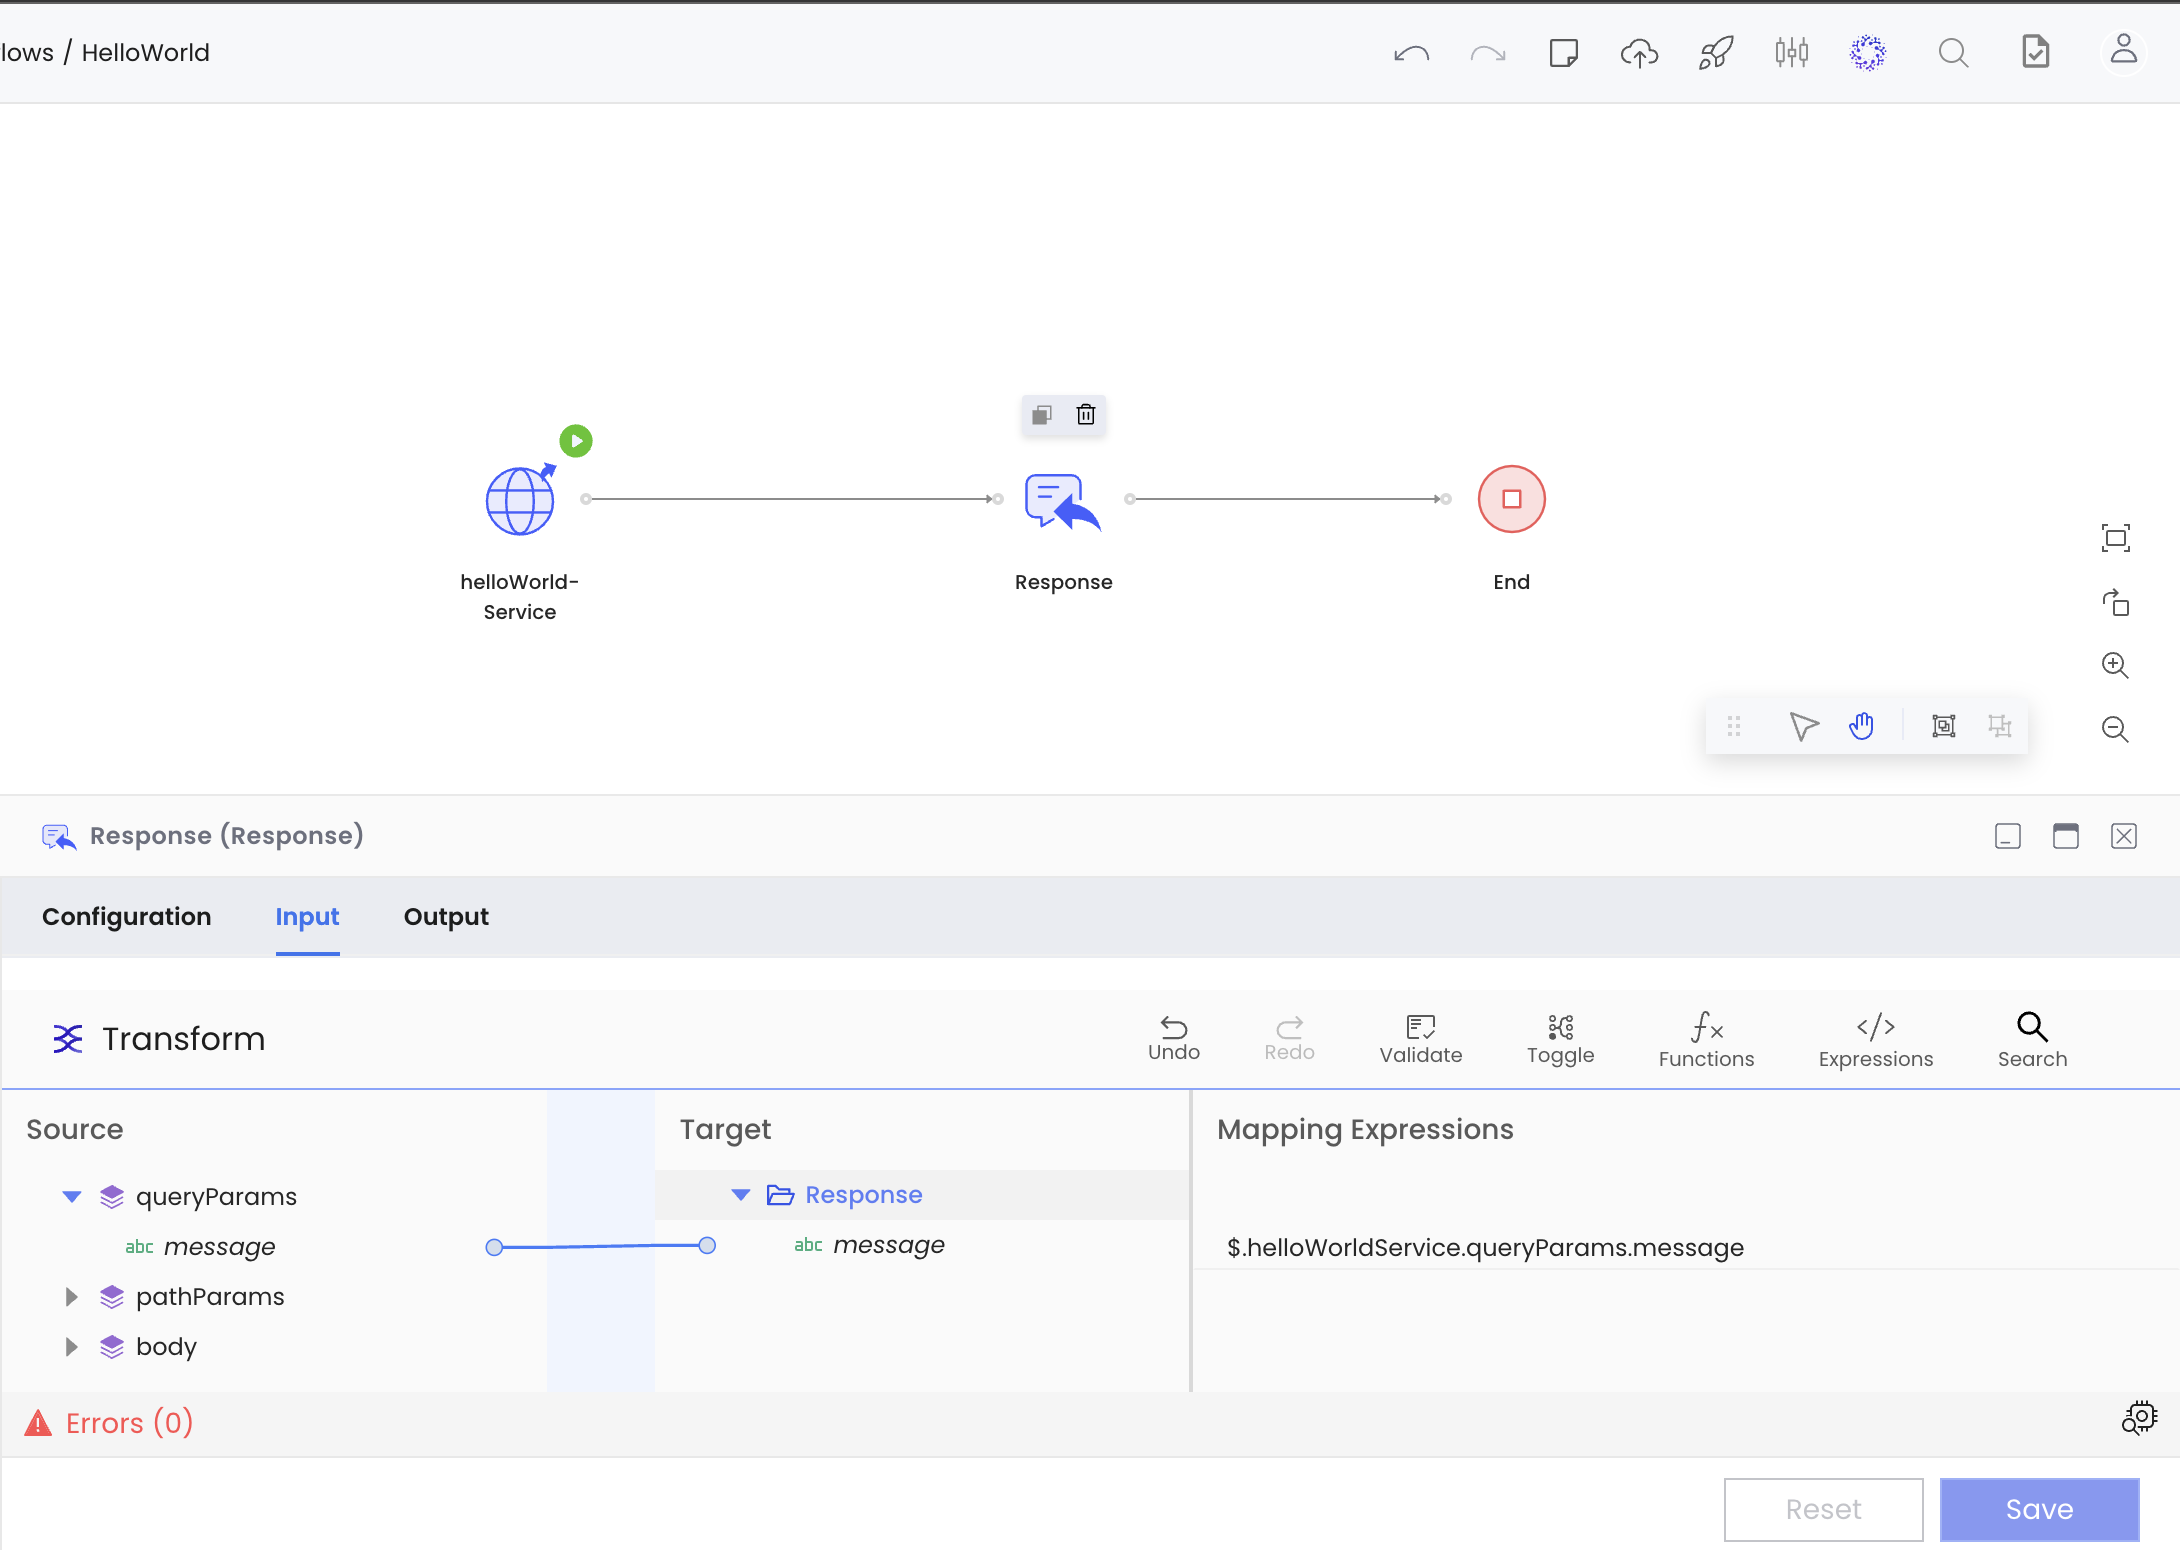 lows / HelloWorld
helloWorld-
Service
Response
End
Response (Response)
Configuration Input Output
Transform
Undo Redo Validate Toggle Functions Expressions Search
Source Target Mapping Expressions
queryParams
Response
abc message
abc message
$.helloWorldService.queryParams.message
pathParams
body
Errors (0)
Reset Save